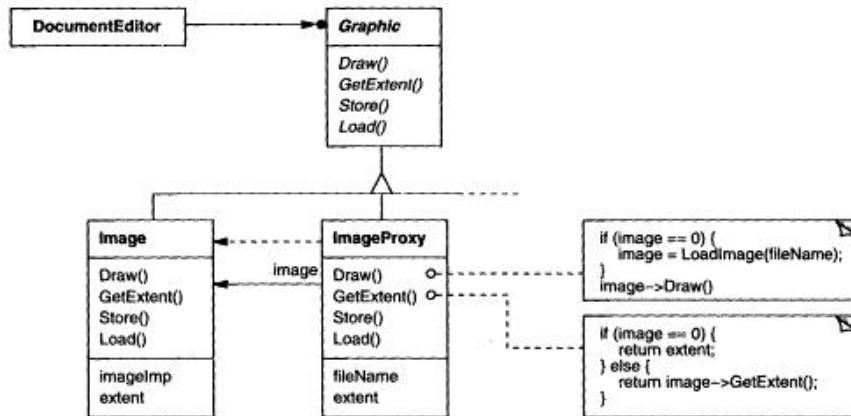 DocumentEditor
Graphic
Draw()
GetExtent()
Store()
Load()
Image
Draw()
GetExtent()
Store()
Load()
imageImp
extent
image
ImageProxy
Draw()
GetExtent()
Store()
Load()
fileName
extent
if (image == 0) {
image = LoadImage(fileName);
}
image->Draw()
if (image == 0) {
return extent;
} else {
return image->GetExtent();
}